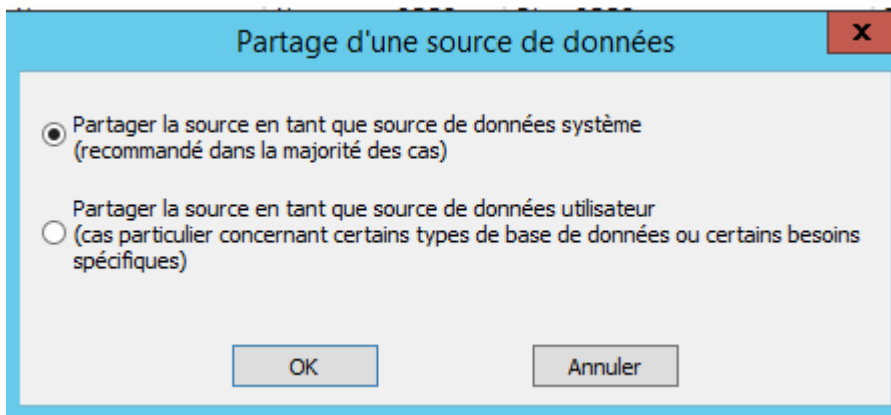 Partage d'une source de données
x
Partager la source en tant que source de données système
(recommandé dans la majorité des cas)
Partager la source en tant que source de données utilisateur
(cas particulier concernant certains types de base de données ou certains besoins
spécifiques)
OK
Annuler